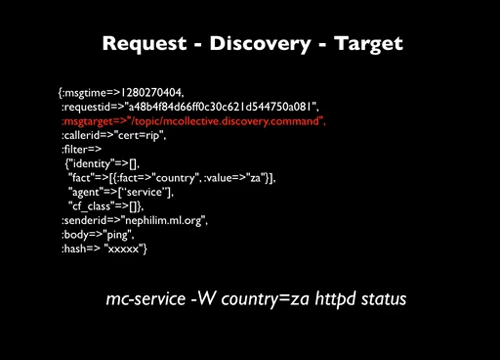 Request - Discovery - Target
{:msgtime=>1280270404,
:requestid=>"a48b4f84d66ff0c30c621d544750a081",
:msgtarget=>"/topic/mcollective.discovery.command",
:callerid=>"cert=rip",
:filter=>
{"identity"=>[],
"fact"=>[{:fact=>"country", :value=>"za"}],
"agent"=>["service"],
"cf_class"=>[]},
:senderid=>"nephilim.ml.org",
:body=>"ping",
:hash=> "xxxxx"}
mc-service -W country=za httpd status